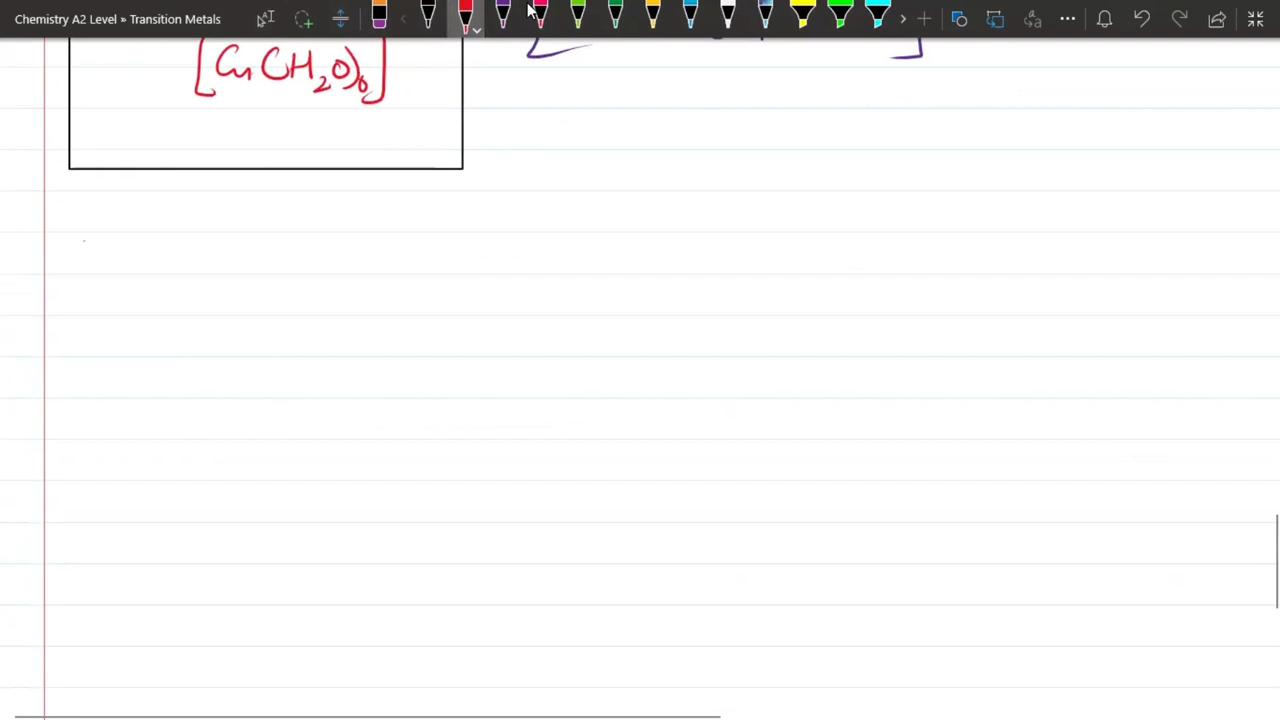 Chemistry A2 Level » Transition Metals
[Cu(H₂O)₆]